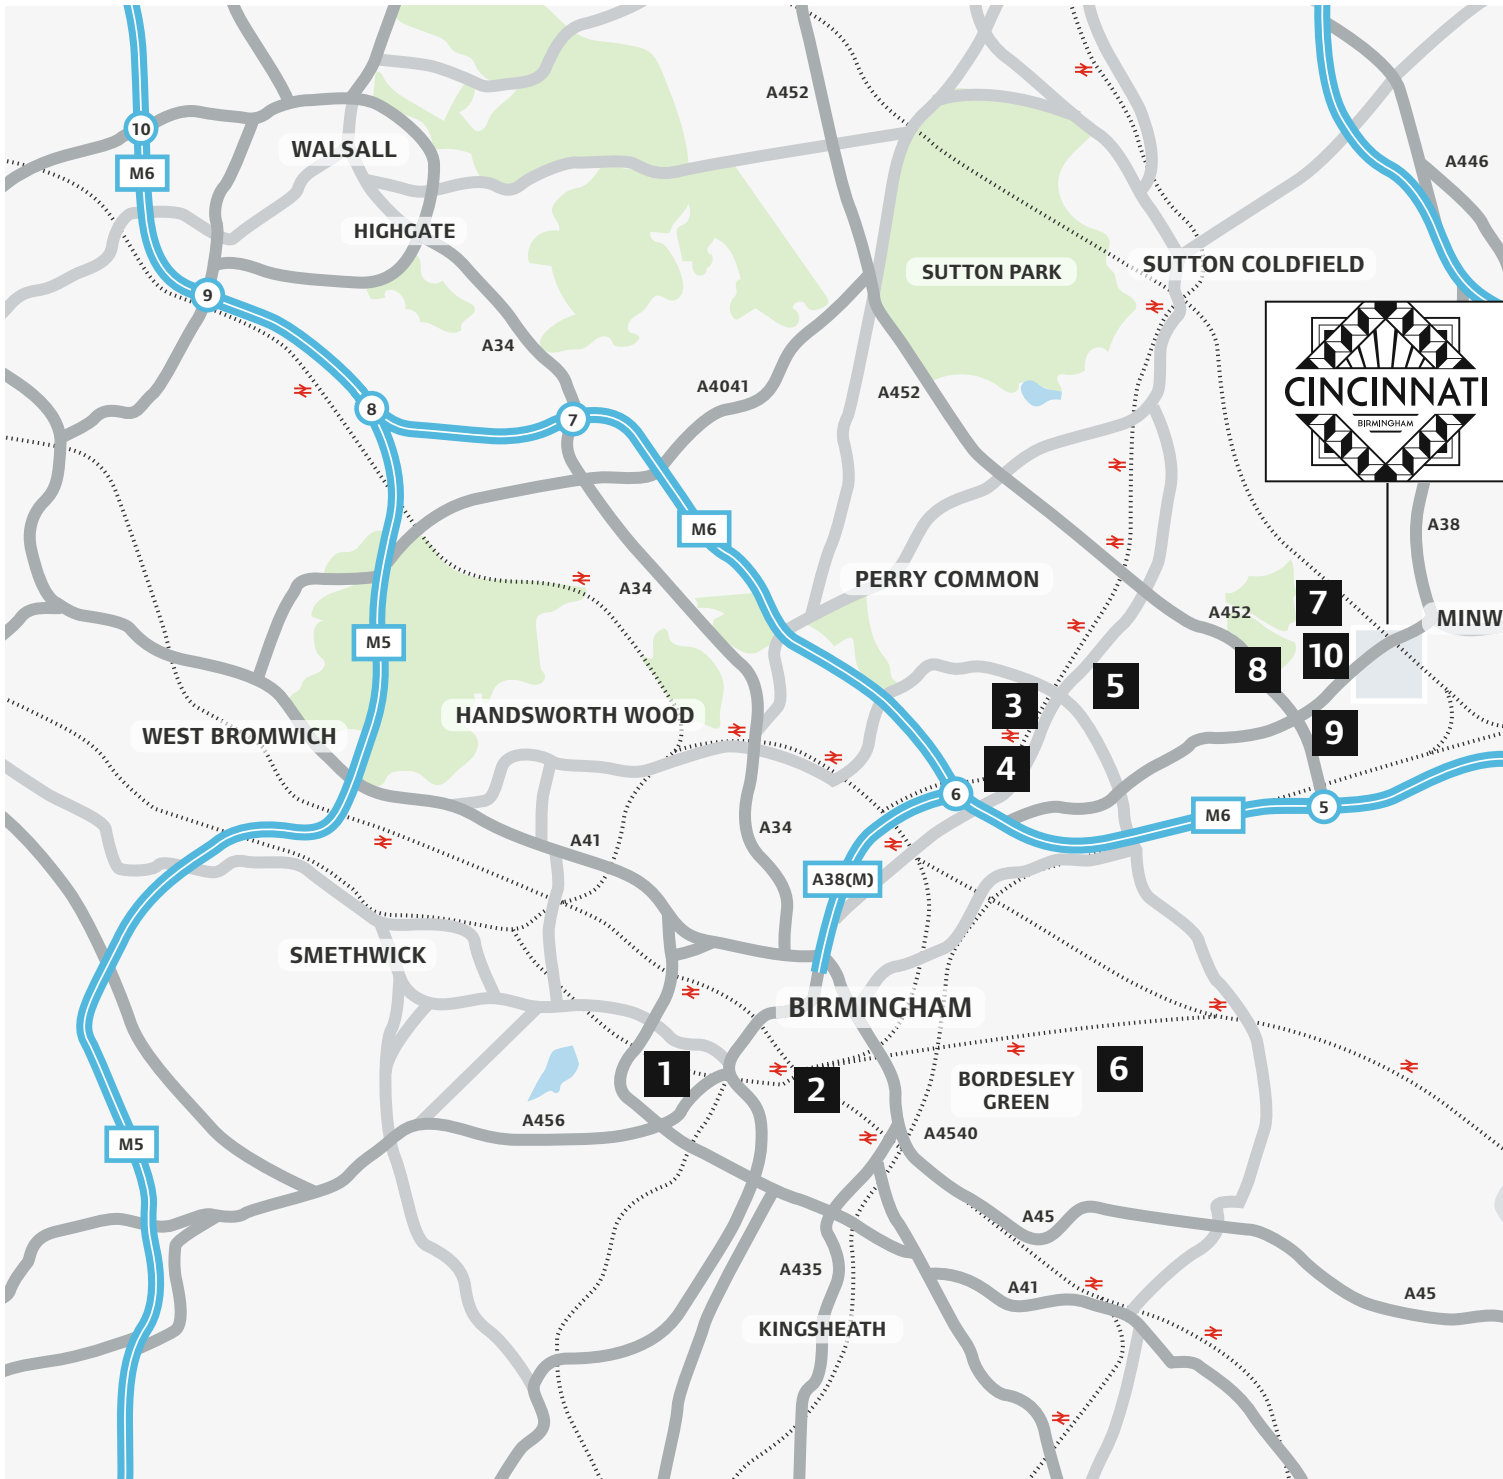 A452
10
WALSALL
A446
M6
HIGHGATE
SUTTON PARK
SUTTON COLDFIELD
9
A34
CINCINNATI
BIRMINGHAM
A4041
A452
8
7
M6
A38
PERRY COMMON
A34
7
A452
MINW
M5
10
8
5
3
HANDSWORTH WOOD
WEST BROMWICH
9
4
6
5
M6
A34
A41
A38(M)
SMETHWICK
BIRMINGHAM
1
2
6
BORDESLEY
GREEN
A456
A4540
M5
A45
A435
A41
A45
KINGSHEATH